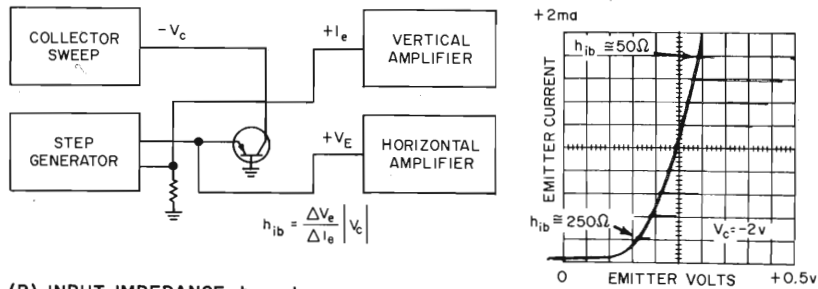 COLLECTOR
SWEEP
-Vc
+Ie
VERTICAL
AMPLIFIER
STEP
GENERATOR
+VE
HORIZONTAL
AMPLIFIER
hib = ΔVe / ΔIe |Vc|
+2ma
hib ≅ 50Ω
EMITTER CURRENT
hib ≅ 250Ω
Vc=-2v
0
EMITTER VOLTS
+0.5v
(B) INPUT IMPEDANCE